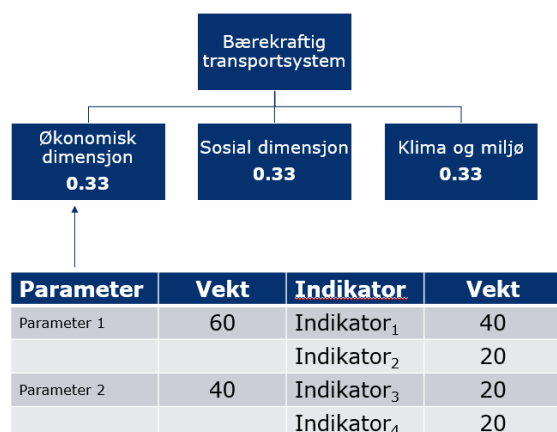 Bærekraftig
transportsystem
Økonomisk
dimensjon
0.33
Sosial dimensjon
0.33
Klima og miljø
0.33
Parameter Vekt Indikator Vekt
Parameter 1 60 Indikator₁ 40
Indikator₂ 20
Parameter 2 40 Indikator₃ 20
Indikator₄ 20